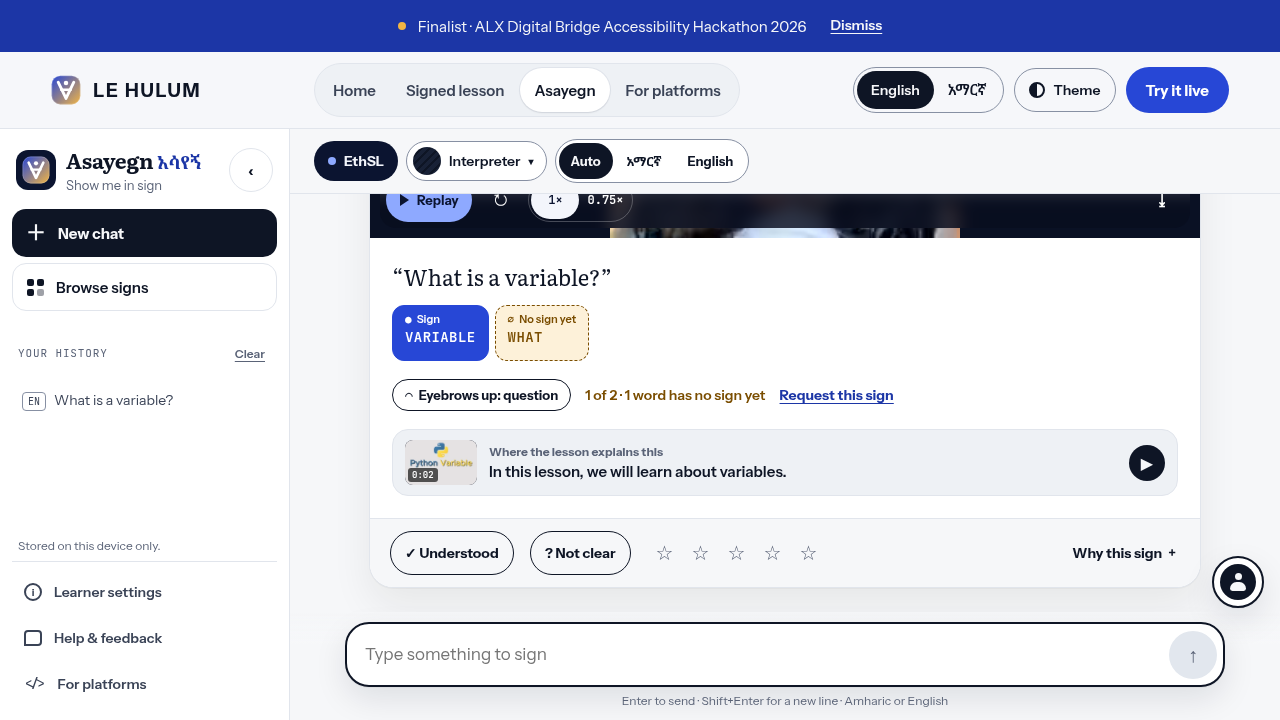 Finalist · ALX Digital Bridge Accessibility Hackathon 2026 Dismiss
LE HULUM
Home Signed lesson Asayegn For platforms
English አማርኛ
Theme
Try it live
Asayegn አሳየኝ
Show me in sign
‹
EthSL
Interpreter ▾
Auto አማርኛ English
New chat
Browse signs
YOUR HISTORY Clear
EN What is a variable?
Stored on this device only.
Learner settings
Help & feedback
</> For platforms
Replay ↻ 1× 0.75×
“What is a variable?”
Sign
VARIABLE
∅ No sign yet
WHAT
Eyebrows up: question
1 of 2 · 1 word has no sign yet
Request this sign
Python Variable
0:02
Where the lesson explains this
In this lesson, we will learn about variables.
✓ Understood
? Not clear
☆ ☆ ☆ ☆ ☆
Why this sign +
Type something to sign
↑
Enter to send · Shift+Enter for a new line · Amharic or English